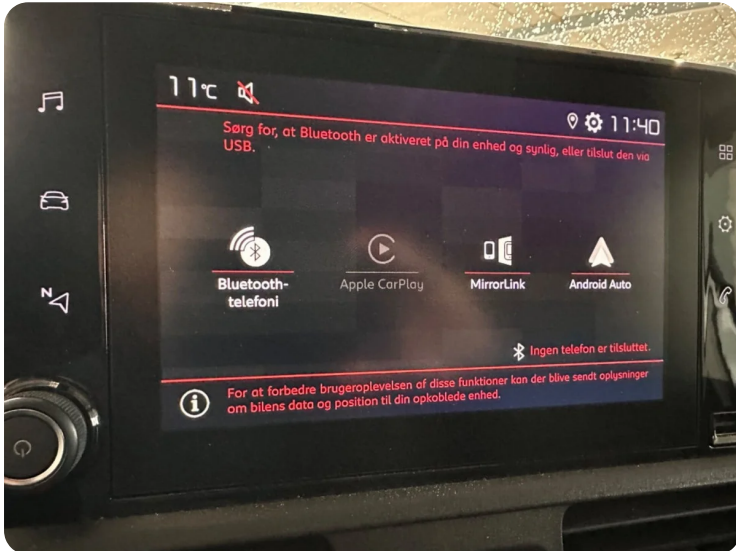 11°C
11:40
Sørg for, at Bluetooth er aktiveret på din enhed og synlig, eller tilslut den via
USB.
Bluetooth-
telefoni
Apple CarPlay
MirrorLink
Android Auto
N
Ingen telefon er tilsluttet.
For at forbedre brugeroplevelsen af disse funktioner kan der blive sendt oplysninger
om bilens data og position til din opkoblede enhed.